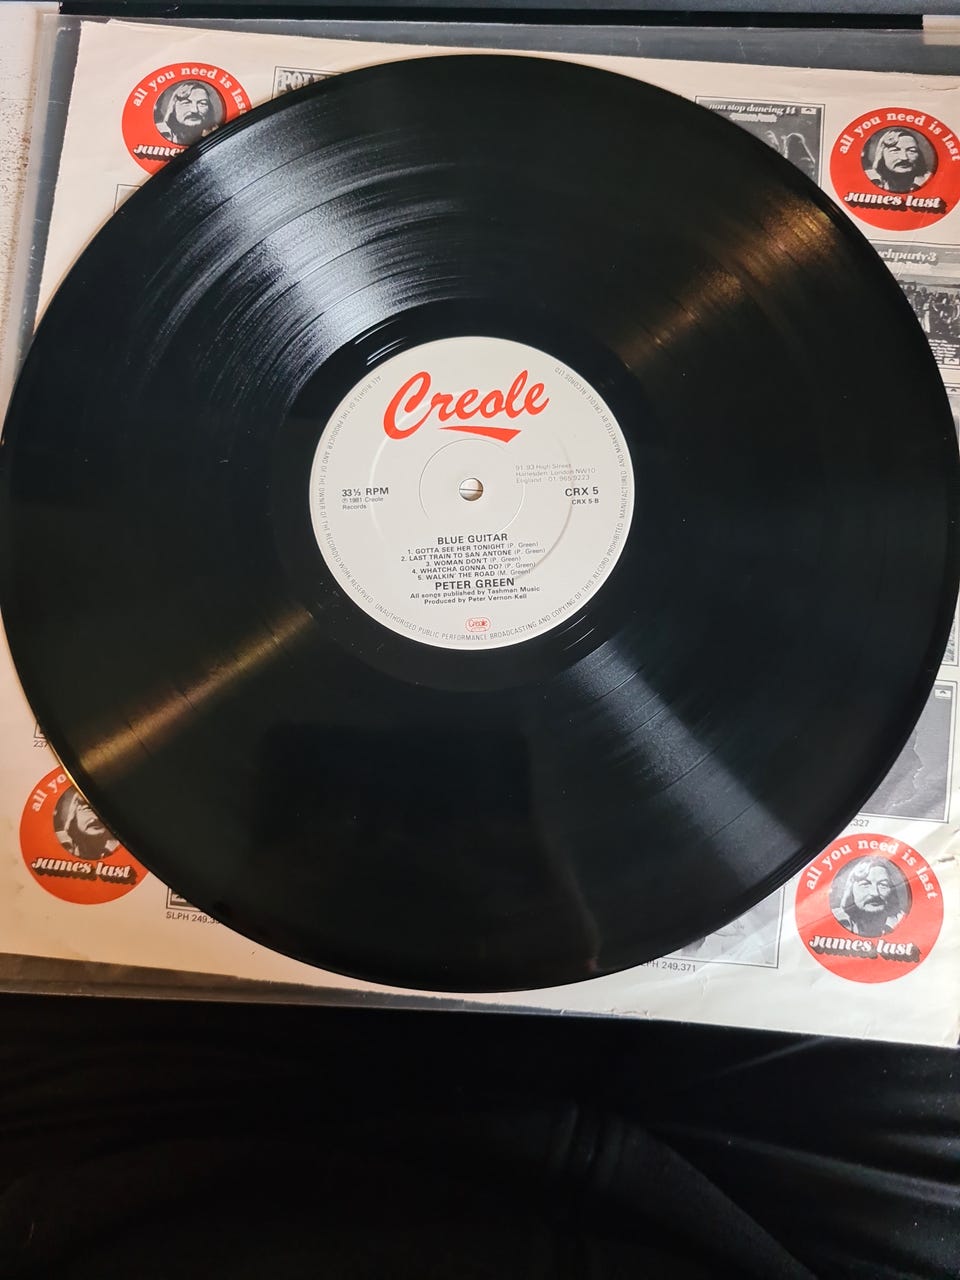 all you need is last
james last
non stop dancing 14
all you need is last
james last
Creole
ALL RIGHTS OF THE PRODUCER AND OF THE OWNER OF THE RECORDED WORK RESERVED. UNAUTHORISED PUBLIC PERFORMANCE BROADCASTING AND COPYING OF THIS RECORD PROHIBITED. MANUFACTURED AND MARKETED BY CREOLE RECORDS LTD
91-93 High Street
Harlesden, London NW10
England 01 965 9223
33⅓ RPM
℗ 1981 Creole
Records
CRX 5
CRX 5-B
BLUE GUITAR
1. GOTTA SEE HER TONIGHT (P. Green)
2. LAST TRAIN TO SAN ANTONE (P. Green)
3. WOMAN DON'T (P. Green)
4. WHATCHA GONNA DO? (P. Green)
5. WALKIN' THE ROAD (M. Green)
PETER GREEN
All songs published by Tashman Music
Produced by Peter Vernon-Kell
Creole
all yo
james last
SLPH 249.3
249.371
327
all you need is last
james last